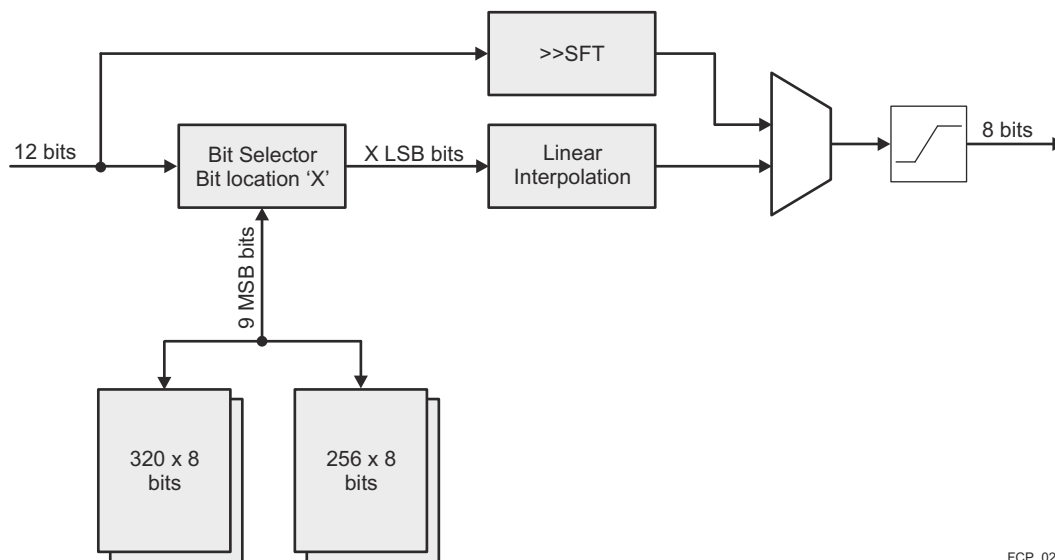 >>SFT
12 bits
Bit Selector
Bit location ‘X’
X LSB bits
Linear
Interpolation
8 bits
9 MSB bits
320 x 8
bits
256 x 8
bits